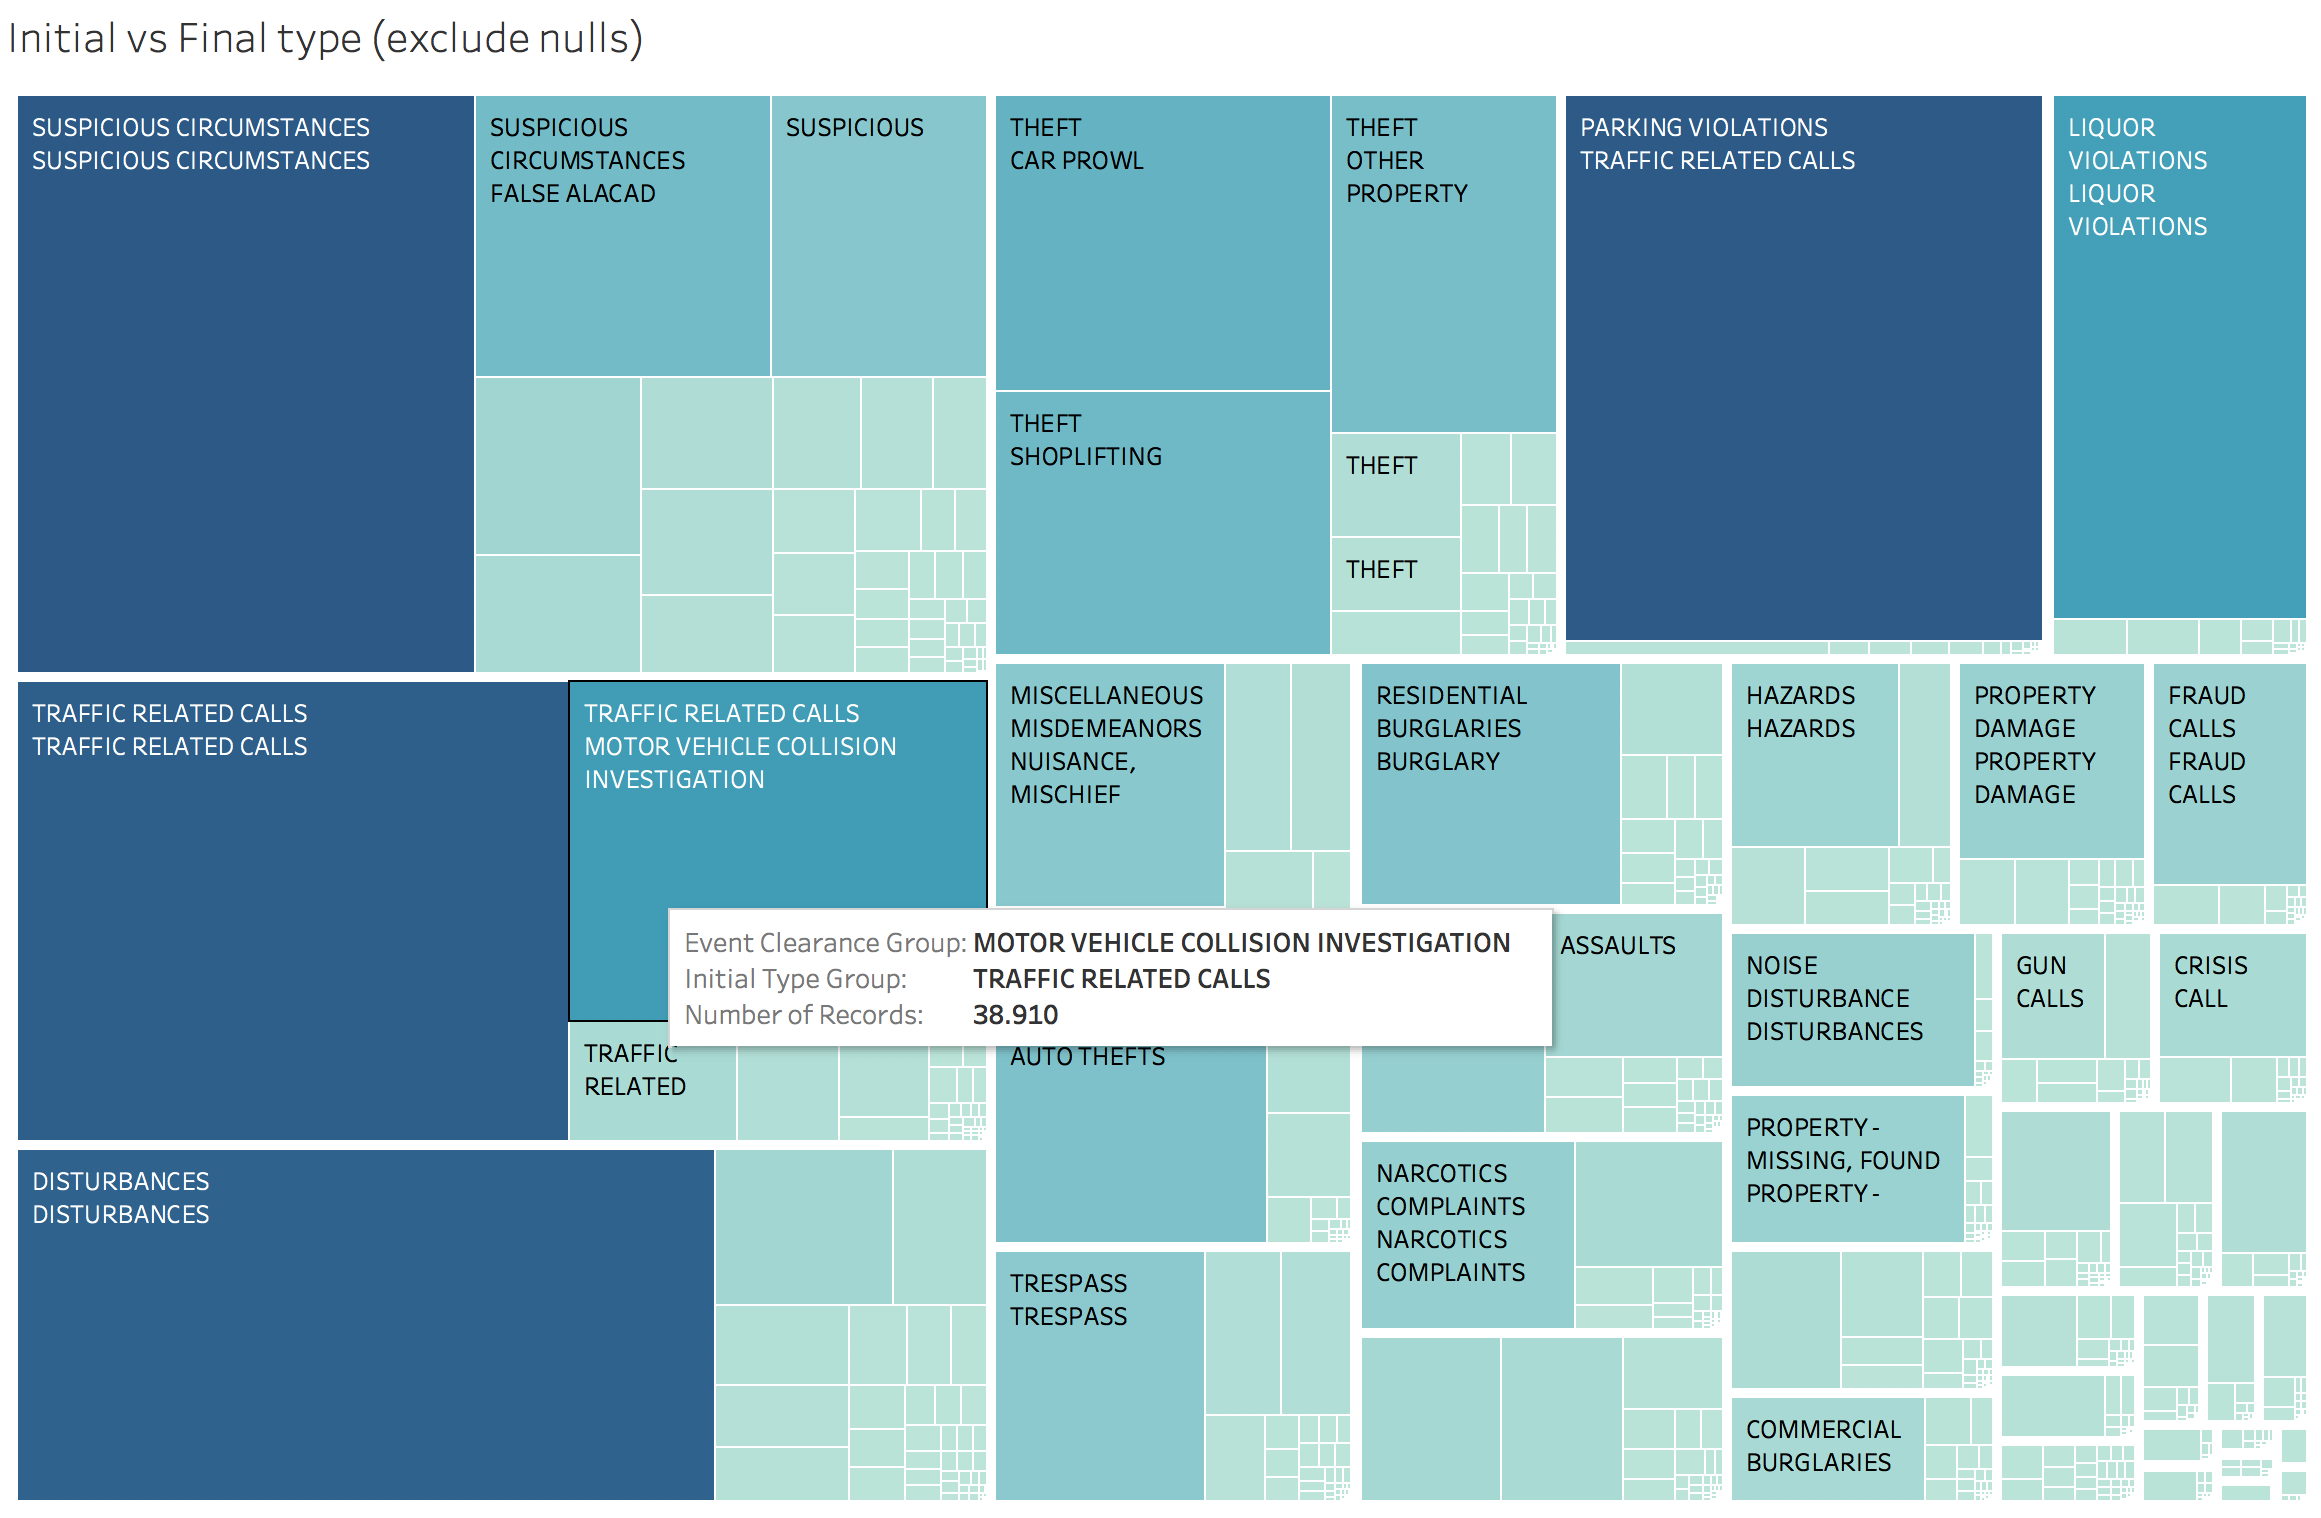 Initial vs Final type (exclude nulls)
SUSPICIOUS CIRCUMSTANCES
SUSPICIOUS CIRCUMSTANCES
SUSPICIOUS
CIRCUMSTANCES
FALSE ALACAD
SUSPICIOUS
THEFT
CAR PROWL
THEFT
OTHER
PROPERTY
THEFT
SHOPLIFTING
THEFT
THEFT
PARKING VIOLATIONS
TRAFFIC RELATED CALLS
LIQUOR
VIOLATIONS
LIQUOR
VIOLATIONS
TRAFFIC RELATED CALLS
TRAFFIC RELATED CALLS
TRAFFIC RELATED CALLS
MOTOR VEHICLE COLLISION
INVESTIGATION
TRAFFIC
RELATED
MISCELLANEOUS
MISDEMEANORS
NUISANCE,
MISCHIEF
RESIDENTIAL
BURGLARIES
BURGLARY
HAZARDS
HAZARDS
PROPERTY
DAMAGE
PROPERTY
DAMAGE
FRAUD
CALLS
FRAUD
CALLS
Event Clearance Group: MOTOR VEHICLE COLLISION INVESTIGATION
Initial Type Group: TRAFFIC RELATED CALLS
Number of Records: 38.910
ASSAULTS
AUTO THEFTS
NOISE
DISTURBANCE
DISTURBANCES
GUN
CALLS
CRISIS
CALL
PROPERTY -
MISSING, FOUND
PROPERTY -
DISTURBANCES
DISTURBANCES
NARCOTICS
COMPLAINTS
NARCOTICS
COMPLAINTS
TRESPASS
TRESPASS
COMMERCIAL
BURGLARIES